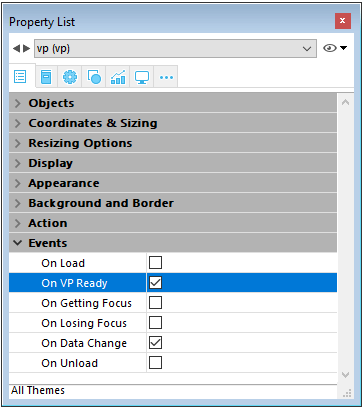 Property List
vp (vp)
Objects
Coordinates & Sizing
Resizing Options
Display
Appearance
Background and Border
Action
Events
On Load
On VP Ready
On Getting Focus
On Losing Focus
On Data Change
On Unload
All Themes